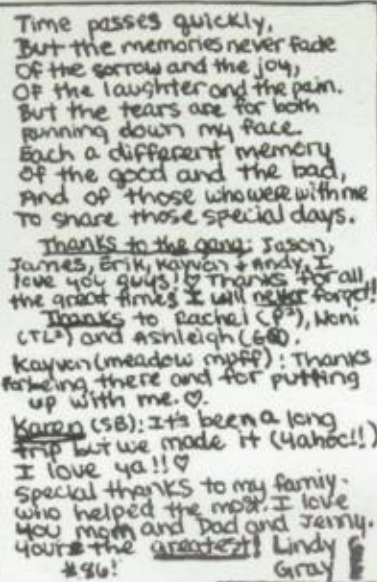 Time passes quickly,
But the memories never fade
Of the sorrow and the joy,
Of the laughter and the pain.
But the tears are for both
Running down my face.
Each a different memory
Of the good and the bad,
And of those who were with me
To share those special days.
Thanks to the gang: Jason,
James, Erik, Kayvan & Andy, I
love you guys! ♡ Thanks for all
the great times I will never forget!!
Thanks to Rachel (P³), Noni
(TL²) and Ashleigh
Kayvan (meadow muff): Thanks
for being there and for putting
up with me. ♡.
Karen (SB): It's been a long
trip but we made it (Yahoo!!)
I love ya!! ♡
Special thanks to my famiy.
who helped the most. I love
you mom and Dad and Jenny.
Your the greatest! Lindy
#86! Gray